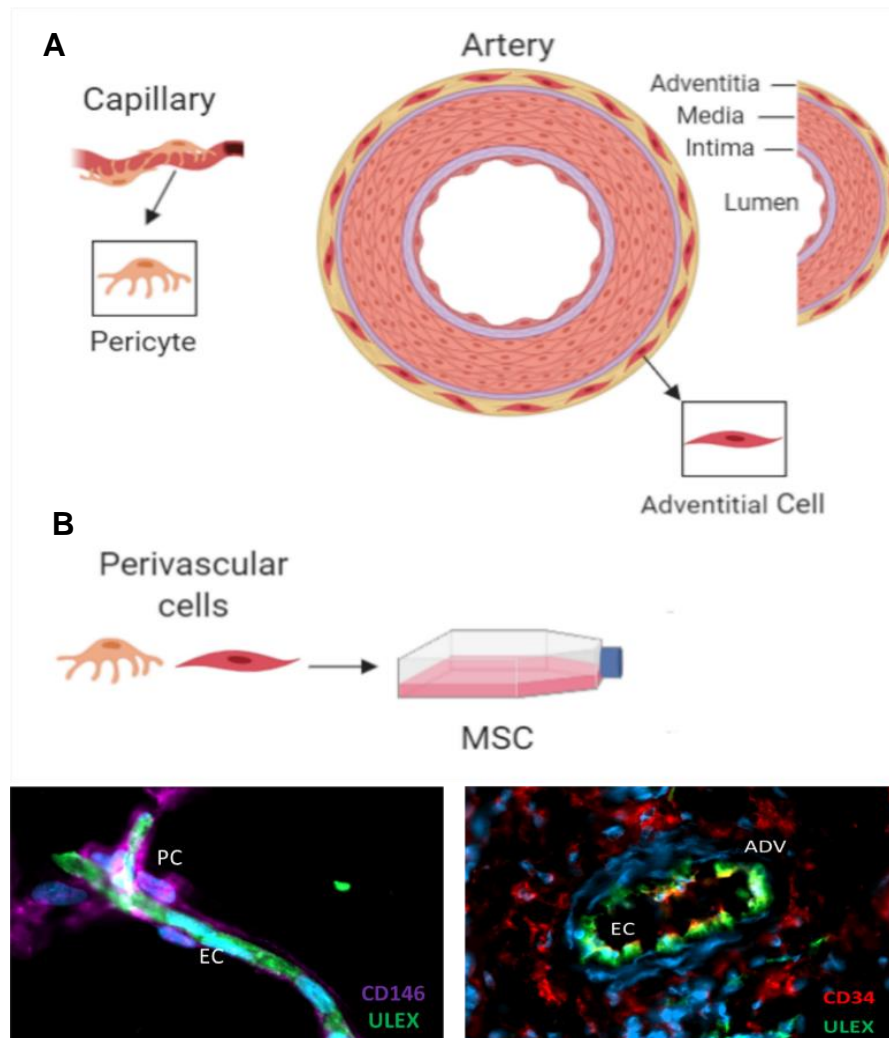 A
Artery
Capillary
Adventitia
Media
Intima
Lumen
Pericyte
Adventitial Cell
B
Perivascular
cells
MSC
PC
EC
CD146
ULEX
ADV
EC
CD34
ULEX